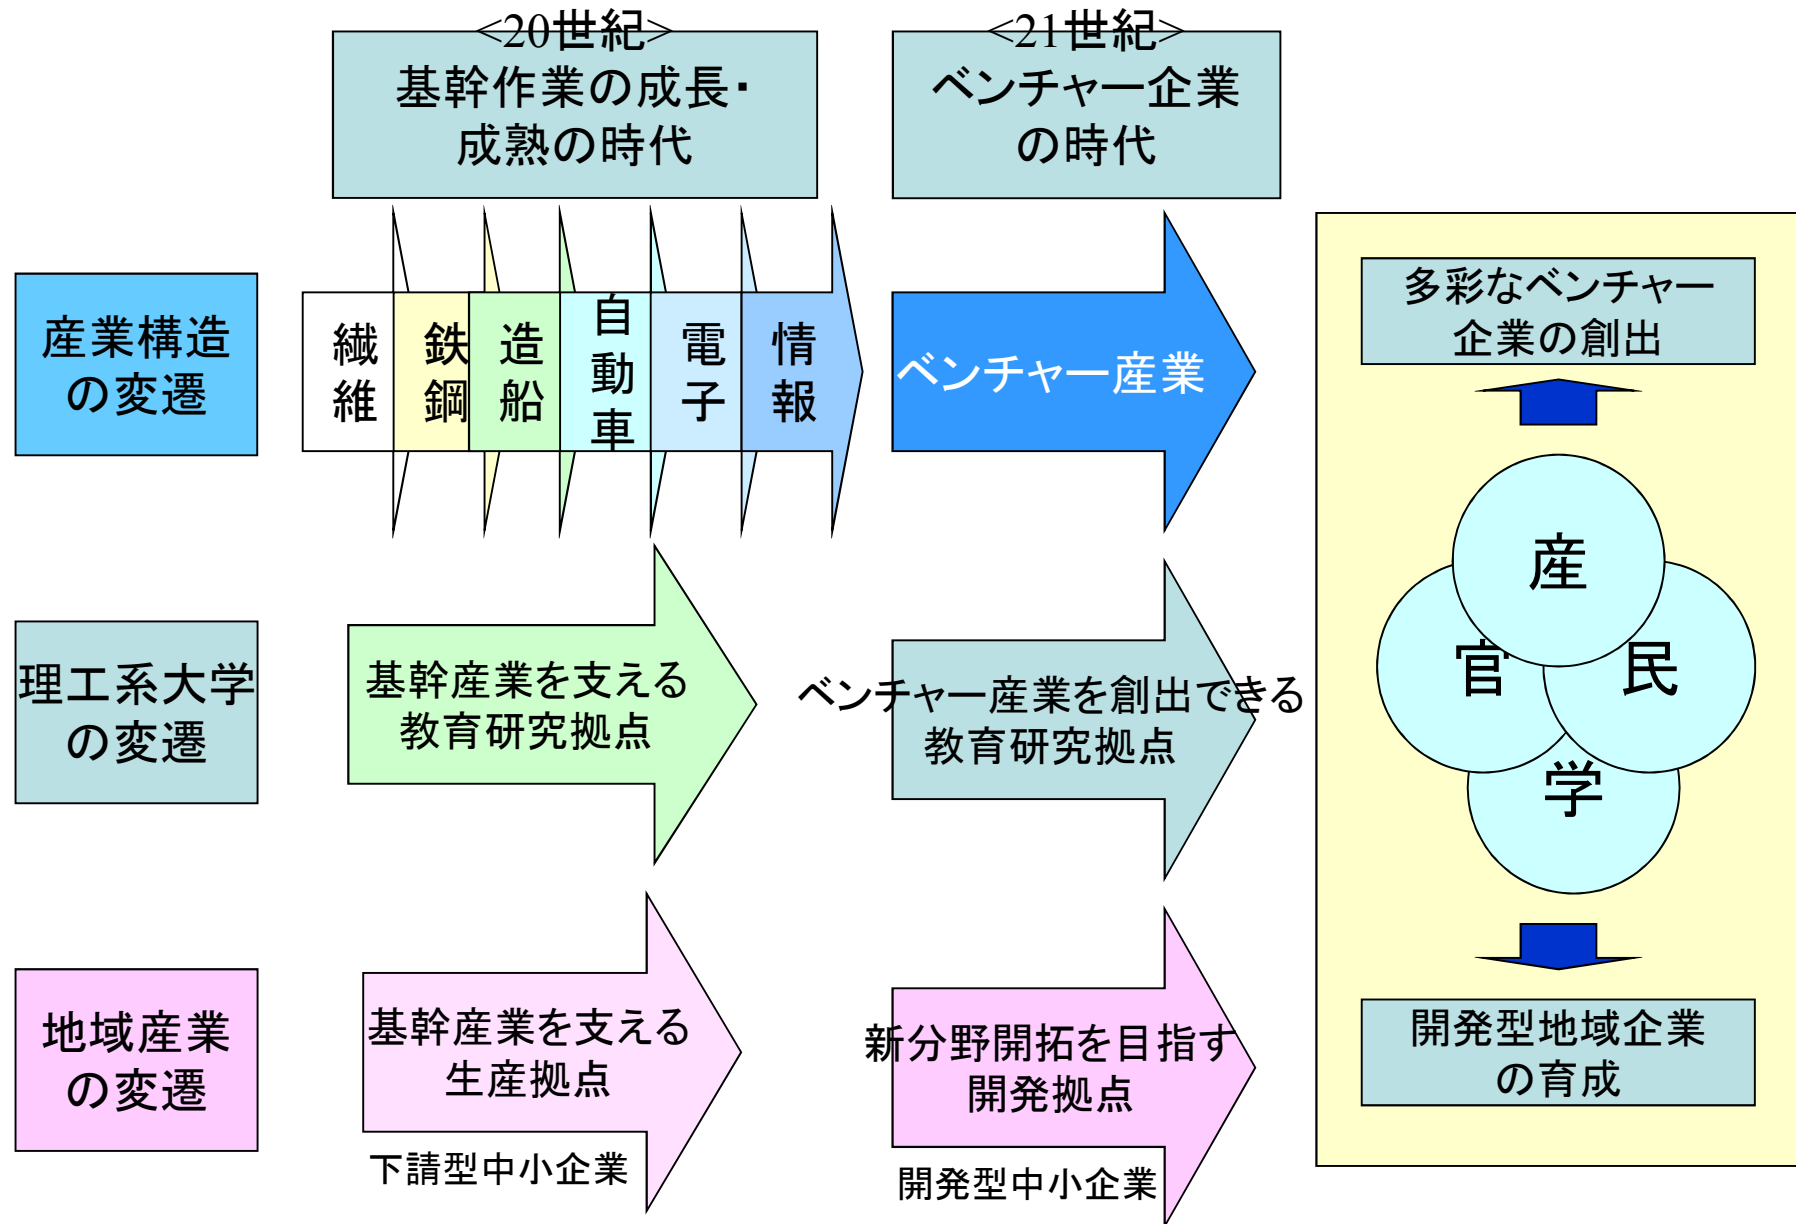 <20世紀>
基幹作業の成長・
成熟の時代
<21世紀>
ベンチャー企業
の時代
産業構造
の変遷
繊維
鉄鋼
造船
自動車
電子
情報
ベンチャー産業
理工系大学
の変遷
基幹産業を支える
教育研究拠点
ベンチャー産業を創出できる
教育研究拠点
地域産業
の変遷
基幹産業を支える
生産拠点
下請型中小企業
新分野開拓を目指す
開発拠点
開発型中小企業
多彩なベンチャー
企業の創出
産
官
民
学
開発型地域企業
の育成